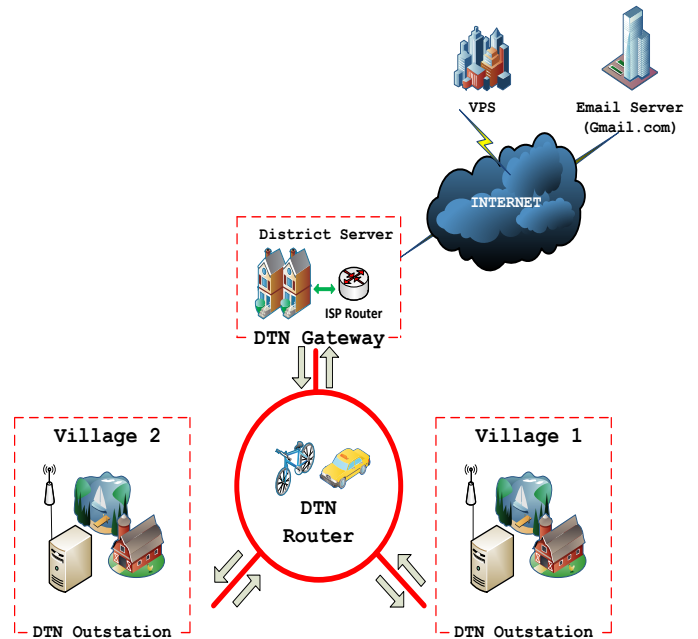 VPS
Email Server
(Gmail.com)
INTERNET
District Server
ISP Router
DTN Gateway
Village 2
Village 1
DTN
Router
DTN Outstation
DTN Outstation